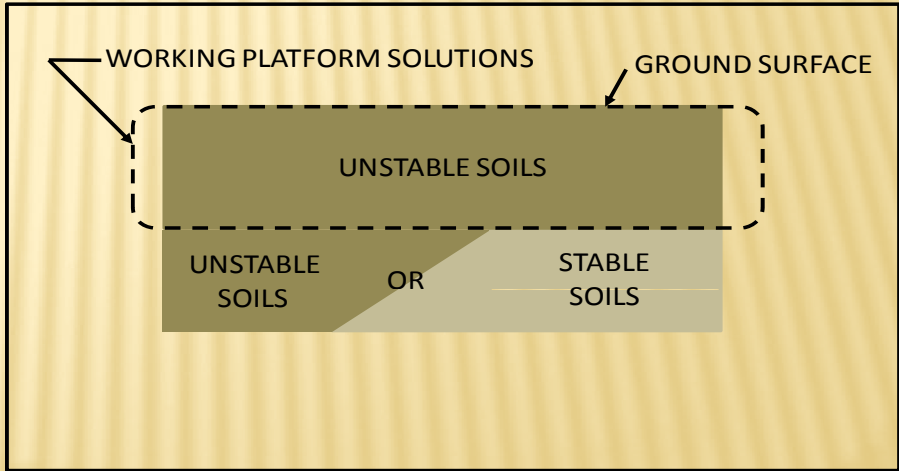 WORKING PLATFORM SOLUTIONS
GROUND SURFACE
UNSTABLE SOILS
UNSTABLE
SOILS
OR
STABLE
SOILS